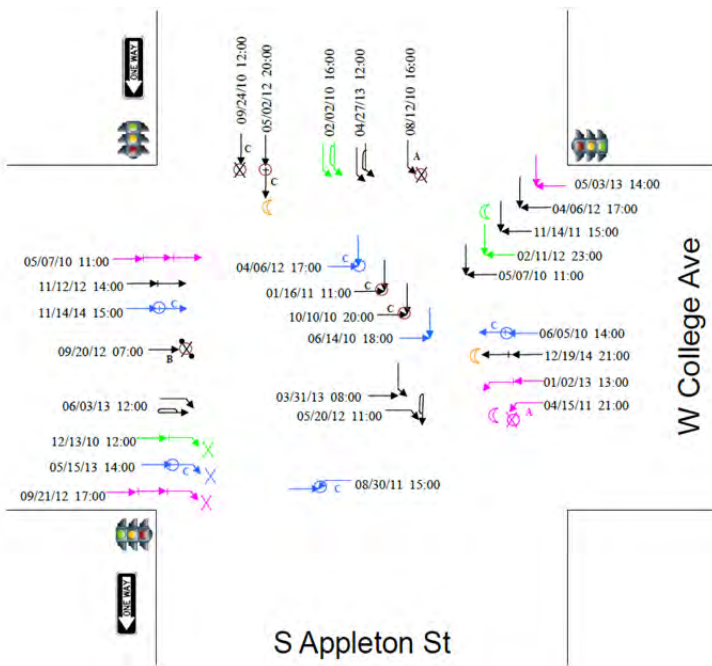 ONE WAY
09/24/10 12:00
05/02/12 20:00
02/02/10 16:00
04/27/13 12:00
08/12/10 16:00
C
C
A
05/03/13 14:00
04/06/12 17:00
11/14/11 15:00
02/11/12 23:00
05/07/10 11:00
05/07/10 11:00
11/12/12 14:00
11/14/14 15:00 C
09/20/12 07:00
B
06/03/13 12:00
12/13/10 12:00
05/15/13 14:00 C
09/21/12 17:00
04/06/12 17:00 C
01/16/11 11:00 C
10/10/10 20:00 C
06/14/10 18:00
03/31/13 08:00
05/20/12 11:00
C 08/30/11 15:00
C 06/05/10 14:00
12/19/14 21:00
01/02/13 13:00
A 04/15/11 21:00
W College Ave
ONE WAY
S Appleton St